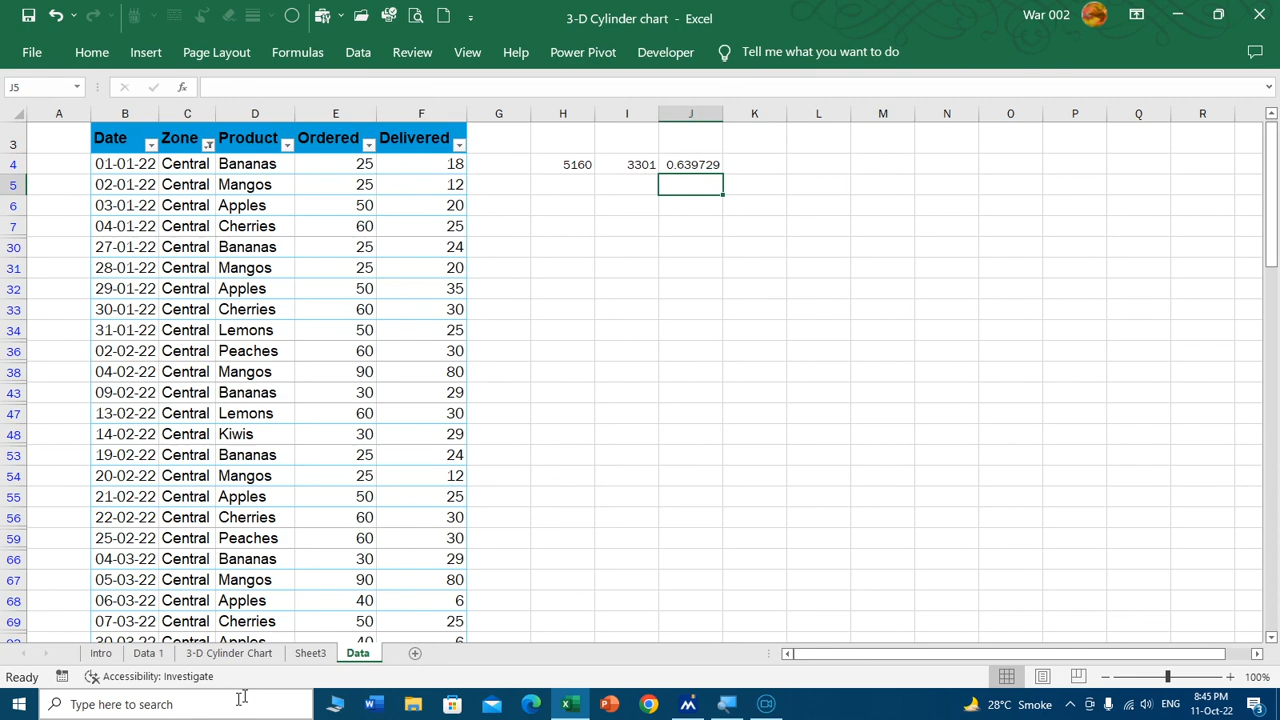 3-D Cylinder chart - Excel
War 002
File Home Insert Page Layout Formulas Data Review View Help Power Pivot Developer Tell me what you want to do
J5 fx
A B C D E F G H I J K L M N O P Q R
3 Date Zone Product Ordered Delivered
4 01-01-22 Central Bananas 25 18 5160 3301 0.639729
5 02-01-22 Central Mangos 25 12
6 03-01-22 Central Apples 50 20
7 04-01-22 Central Cherries 60 25
30 27-01-22 Central Bananas 25 24
31 28-01-22 Central Mangos 25 20
32 29-01-22 Central Apples 50 35
33 30-01-22 Central Cherries 60 30
34 31-01-22 Central Lemons 50 25
36 02-02-22 Central Peaches 60 30
38 04-02-22 Central Mangos 90 80
43 09-02-22 Central Bananas 30 29
47 13-02-22 Central Lemons 60 30
48 14-02-22 Central Kiwis 30 29
53 19-02-22 Central Bananas 25 24
54 20-02-22 Central Mangos 25 12
55 21-02-22 Central Apples 50 25
56 22-02-22 Central Cherries 60 30
59 25-02-22 Central Peaches 60 30
66 04-03-22 Central Bananas 30 29
67 05-03-22 Central Mangos 90 80
68 06-03-22 Central Apples 40 6
69 07-03-22 Central Cherries 50 25
92 30-03-22 Central Apples 40 6
Intro Data 1 3-D Cylinder Chart Sheet3 Data
Ready Accessibility: Investigate 100%
Type here to search 28°C Smoke ENG 8:45 PM
11-Oct-22 3